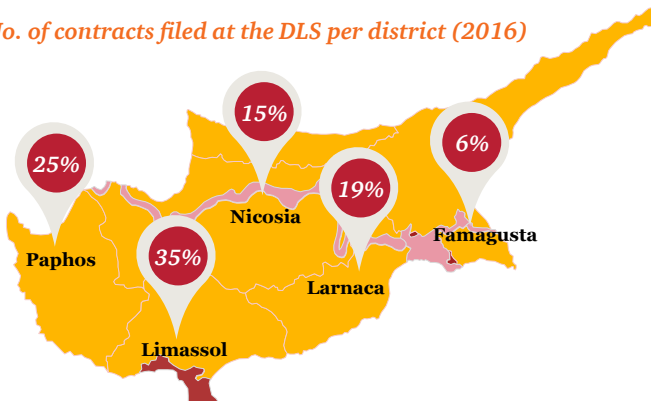 o. of contracts filed at the DLS per district (2016)
15%
6%
25%
19%
Nicosia
Famagusta
35%
Paphos
Larnaca
Limassol